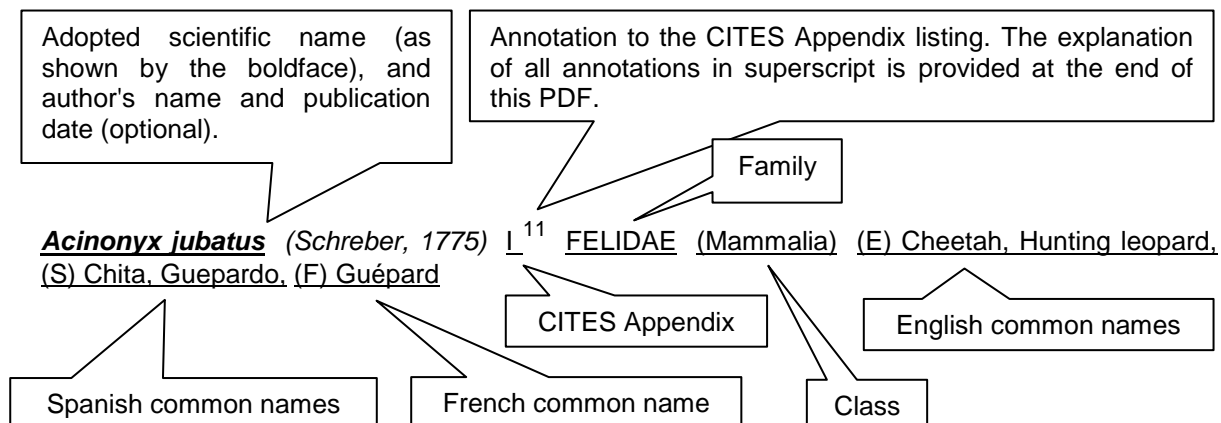 Adopted scientific name (as
shown by the boldface), and
author's name and publication
date (optional).
Annotation to the CITES Appendix listing. The explanation
of all annotations in superscript is provided at the end of
this PDF.
Family
Acinonyx jubatus (Schreber, 1775) I 11 FELIDAE (Mammalia) (E) Cheetah, Hunting leopard,
(S) Chita, Guepardo, (F) Guépard
CITES Appendix
English common names
Spanish common names
French common name
Class